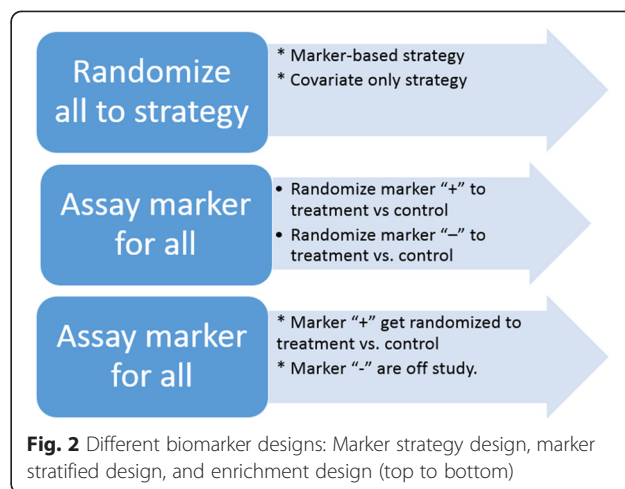 Randomize
all to strategy
* Marker-based strategy
* Covariate only strategy
Assay marker
for all
• Randomize marker “+” to
treatment vs control
• Randomize marker “–” to
treatment vs. control
Assay marker
for all
* Marker “+” get randomized to
treatment vs. control
* Marker “-” are off study.
Fig. 2 Different biomarker designs: Marker strategy design, marker
stratified design, and enrichment design (top to bottom)